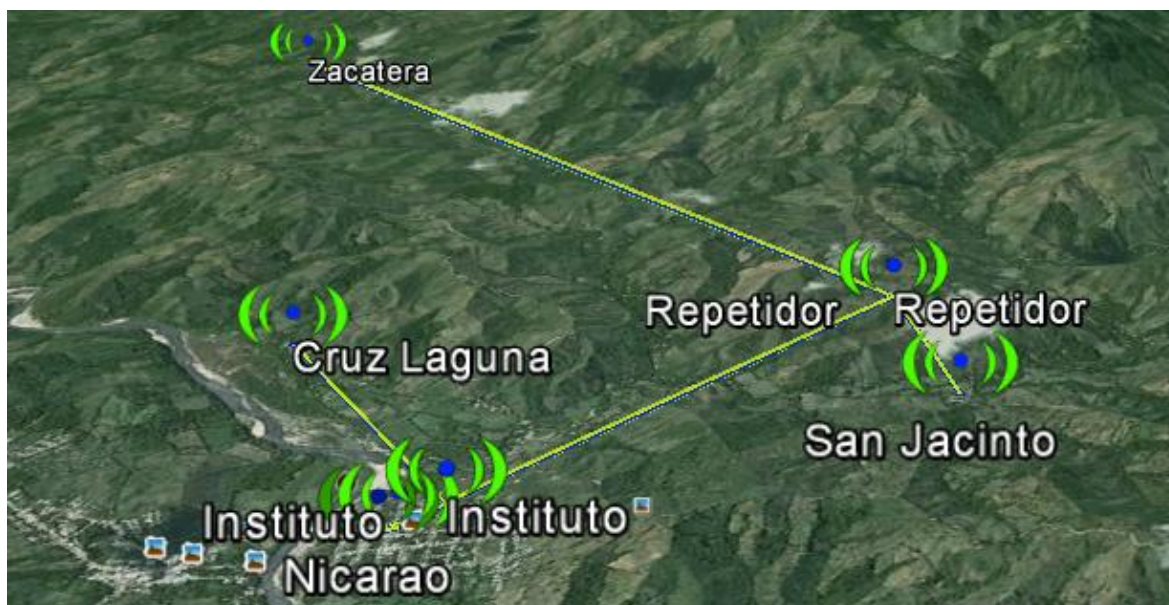 Zacatera
Repetidor
Repetidor
Cruz Laguna
San Jacinto
Instituto
Instituto
Nicarao